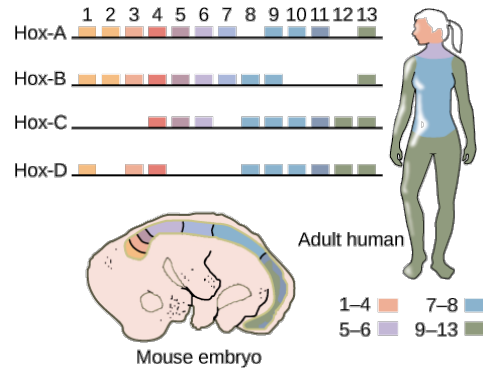 1 2 3 4 5 6 7 8 9 10 11 12 13
Hox-A
Hox-B
Hox-C
Hox-D
Adult human
1–4 7–8
5–6 9–13
Mouse embryo